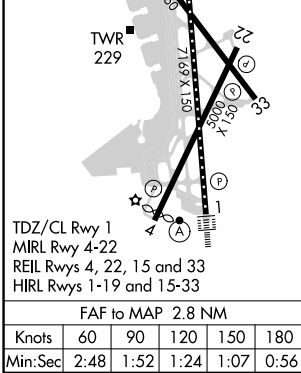 TWR
229
22
7169 X 150
5000
X 150
P
33
P
P
P
4
A
1
TDZ/CL Rwy 1
MIRL Rwy 4-22
REIL Rwys 4, 22, 15 and 33
HIRL Rwys 1-19 and 15-33
FAF to MAP 2.8 NM
Knots 60 90 120 150 180
Min:Sec 2:48 1:52 1:24 1:07 0:56